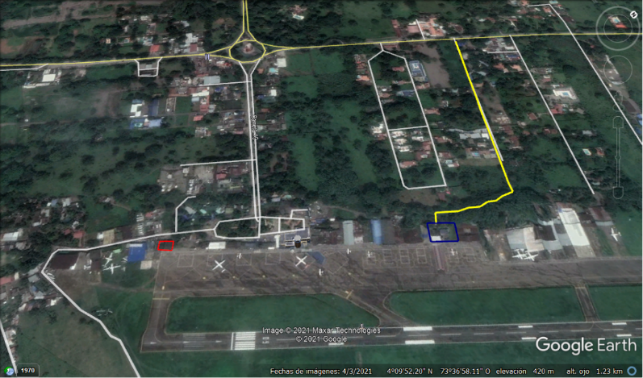 Image © 2021 Maxar Technologies
© 2021 Google
Google Earth
1970
Fechas de imágenes: 4/3/2021 4°09'52.20" N 73°36'58.11" O elevación 420 m alt. ojo 1.23 km